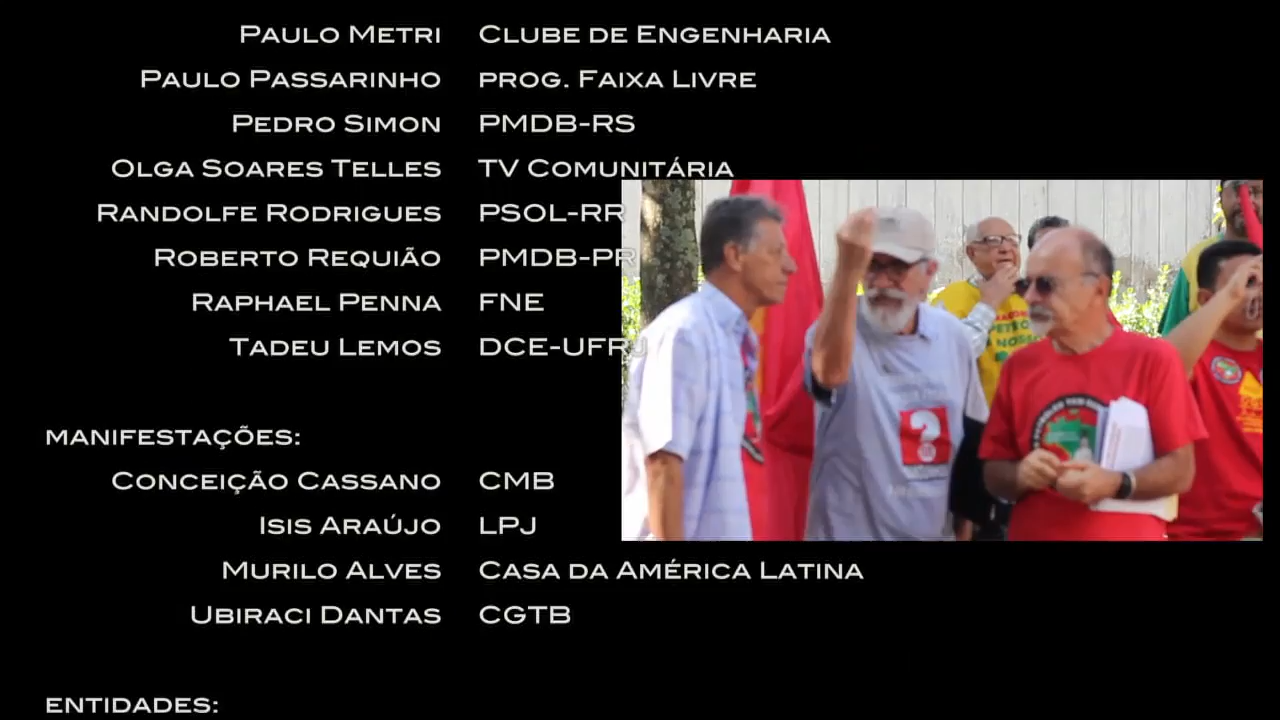 PAULO METRI CLUBE DE ENGENHARIA
PAULO PASSARINHO PROG. FAIXA LIVRE
PEDRO SIMON PMDB-RS
OLGA SOARES TELLES TV COMUNITÁRIA
RANDOLFE RODRIGUES PSOL-RR
ROBERTO REQUIÃO PMDB-PR
RAPHAEL PENNA FNE
TADEU LEMOS DCE-UFRJ
MANIFESTAÇÕES:
CONCEIÇÃO CASSANO CMB
ISIS ARAÚJO LPJ
MURILO ALVES CASA DA AMÉRICA LATINA
UBIRACI DANTAS CGTB
ENTIDADES:
?